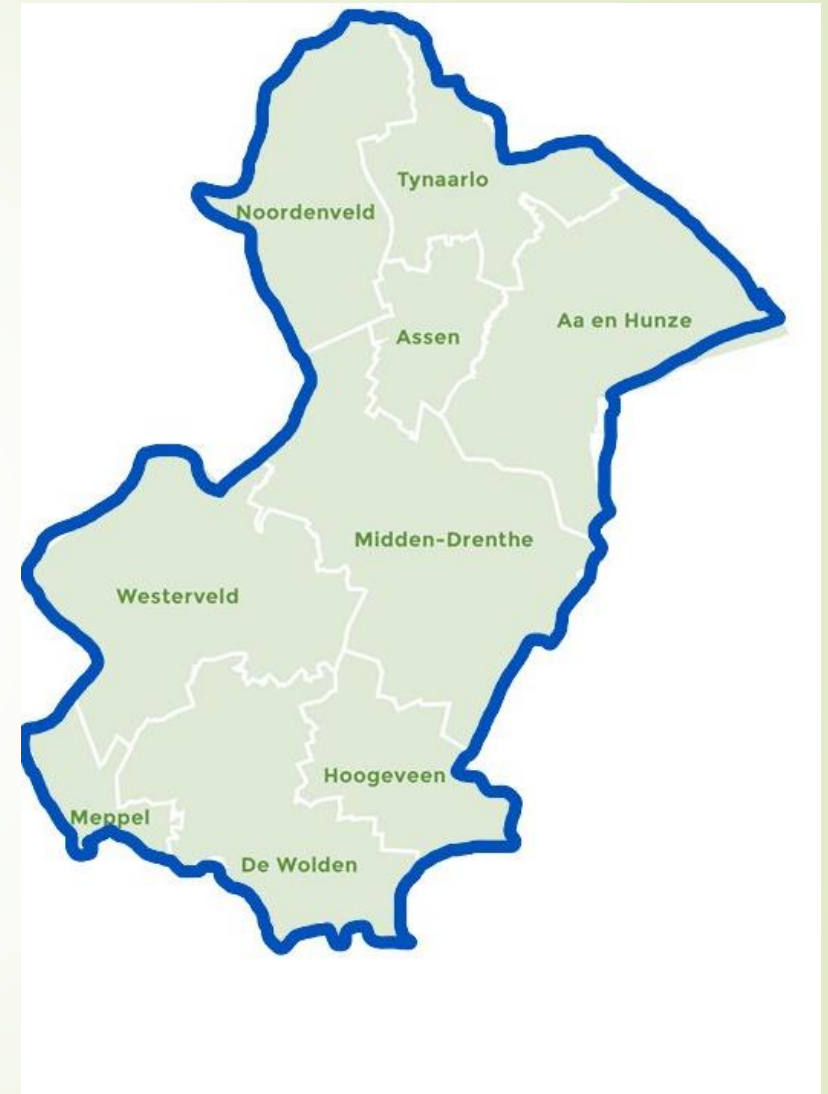 Tynaarlo
Noordenveld
Aa en Hunze
Assen
Midden-Drenthe
Westerveld
Hoogeveen
Meppel
De Wolden